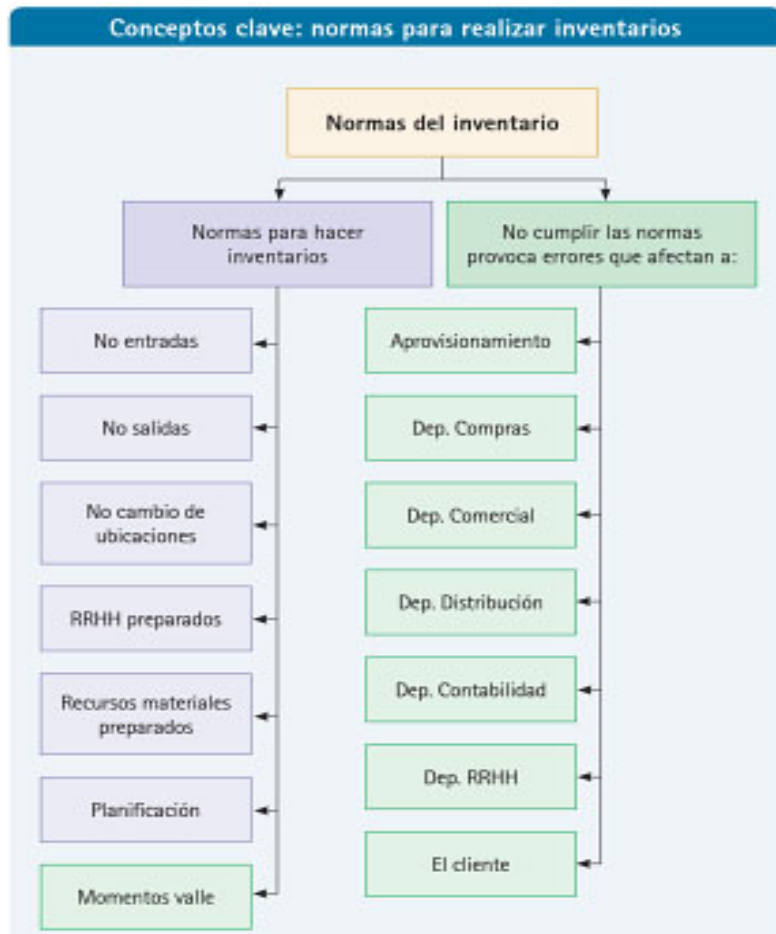 Conceptos clave: normas para realizar inventarios
Normas del inventario
Normas para hacer
inventarios
No entradas
No salidas
No cambio de
ubicaciones
RRHH preparados
Recursos materiales
preparados
Planificación
Momentos valle
No cumplir las normas
provoca errores que afectan a:
Aprovisionamiento
Dep. Compras
Dep. Comercial
Dep. Distribución
Dep. Contabilidad
Dep. RRHH
El cliente